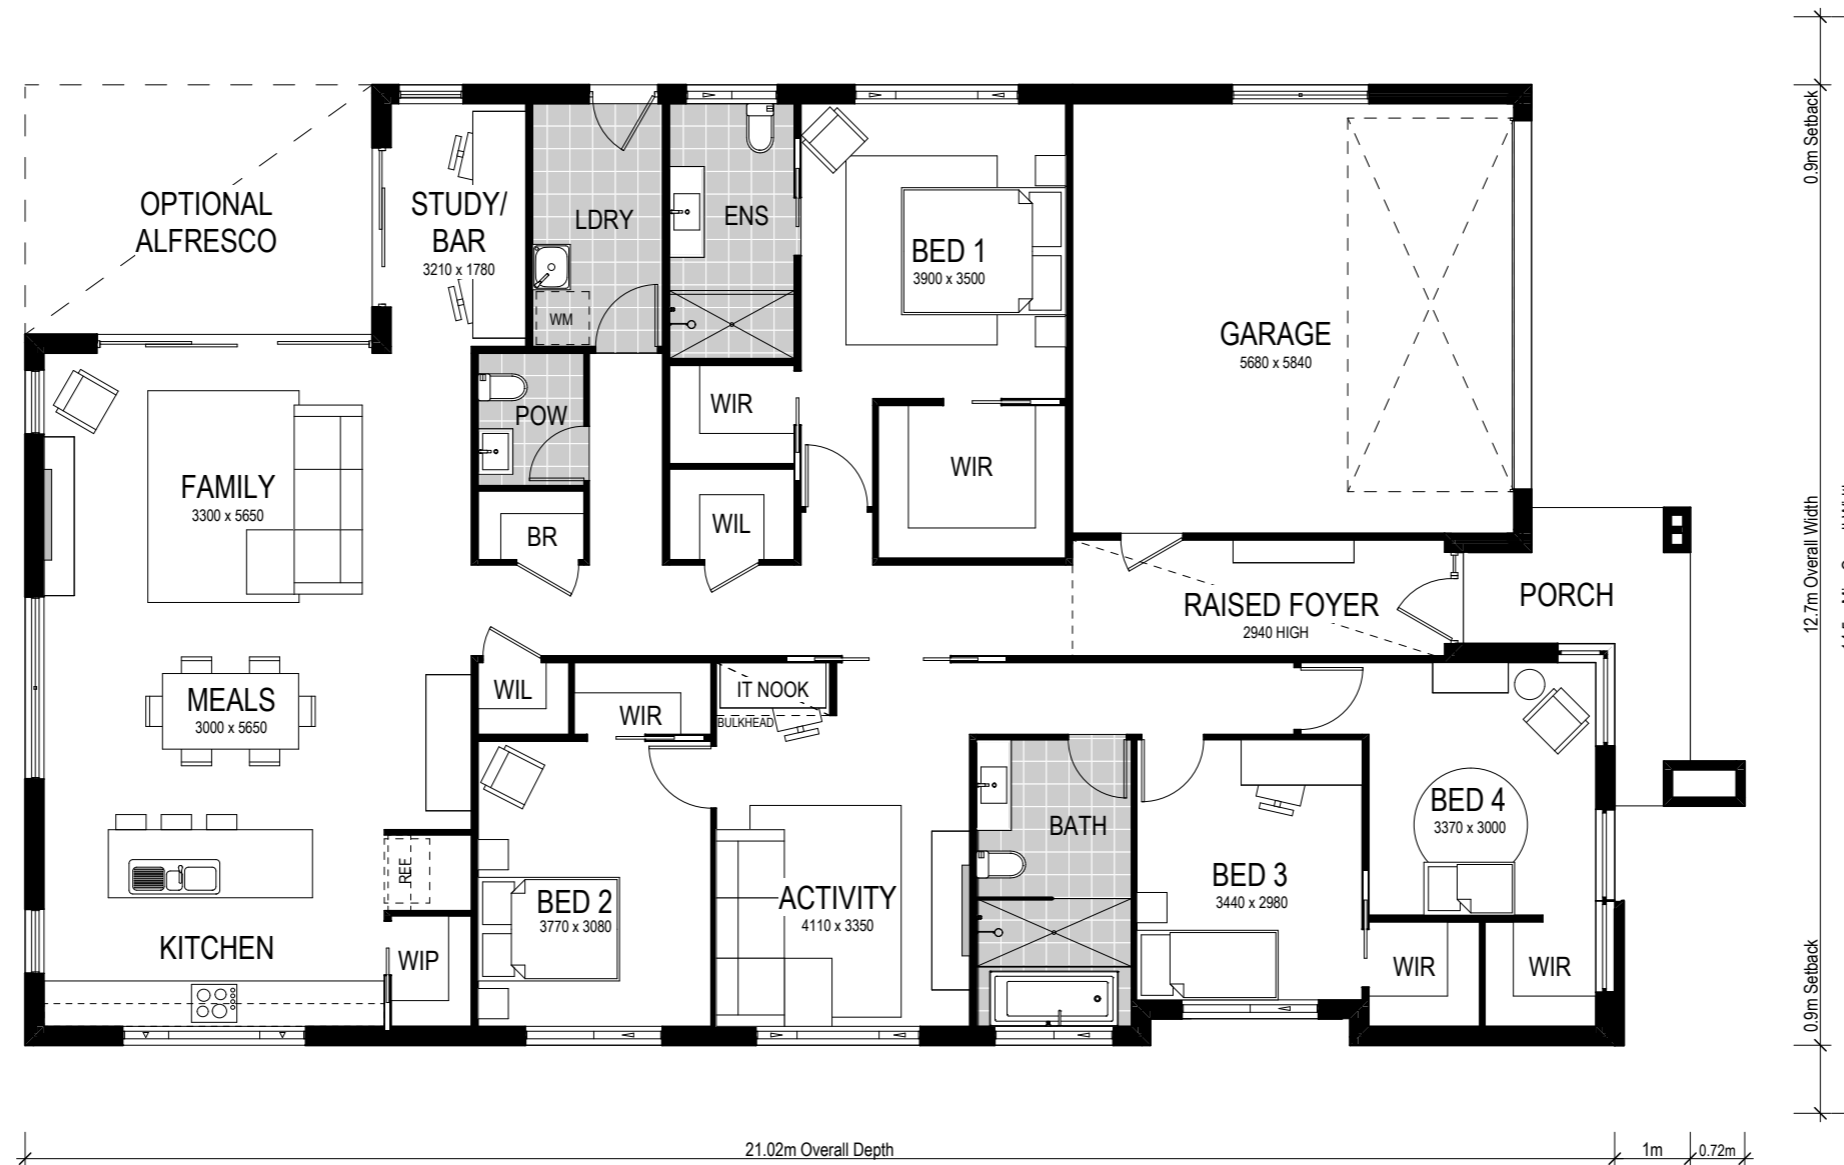 OPTIONAL
ALFRESCO
STUDY/
BAR
3210 x 1780
LDRY
WM
ENS
BED 1
3900 x 3500
GARAGE
5680 x 5840
0.9m Setback
POW
WIR
WIR
FAMILY
3300 x 5650
BR
WIL
RAISED FOYER
2940 HIGH
PORCH
12.7m Overall Width
MEALS
3000 x 5650
WIL
WIR
IT NOOK
BULKHEAD
KITCHEN
REF
WIP
BED 2
3770 x 3080
ACTIVITY
4110 x 3350
BATH
BED 3
3440 x 2980
BED 4
3370 x 3000
WIR
WIR
0.9m Setback
21.02m Overall Depth
1m
0.72m